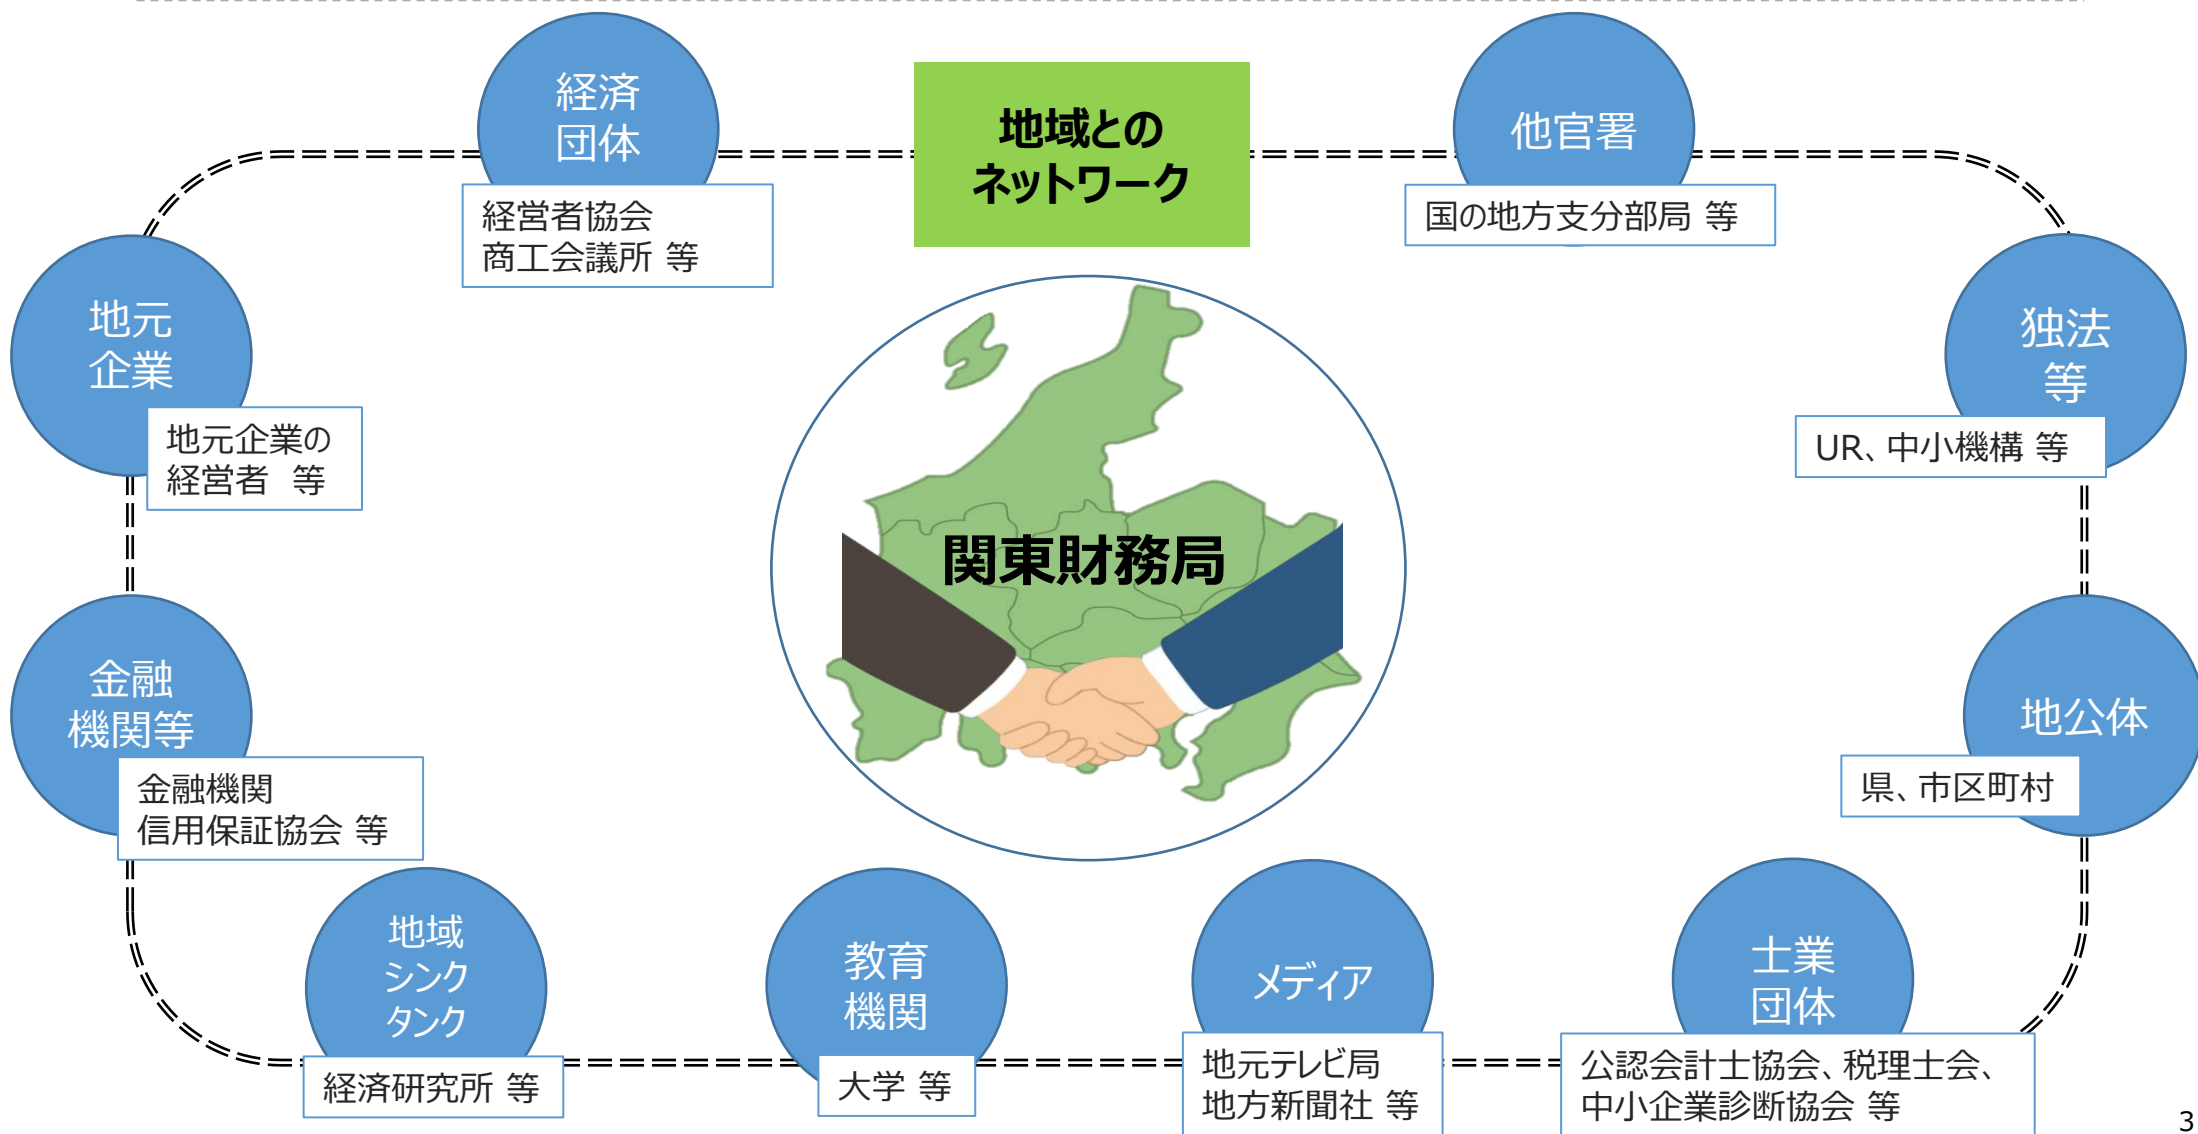 地域との
ネットワーク
経済
団体
経営者協会
商工会議所 等
他官署
国の地方支分部局 等
地元
企業
地元企業の
経営者 等
独法
等
UR、中小機構 等
関東財務局
金融
機関等
金融機関
信用保証協会 等
地公体
県、市区町村
地域
シンク
タンク
経済研究所 等
教育
機関
大学 等
メディア
地元テレビ局
地方新聞社 等
士業
団体
公認会計士協会、税理士会、
中小企業診断協会 等
3